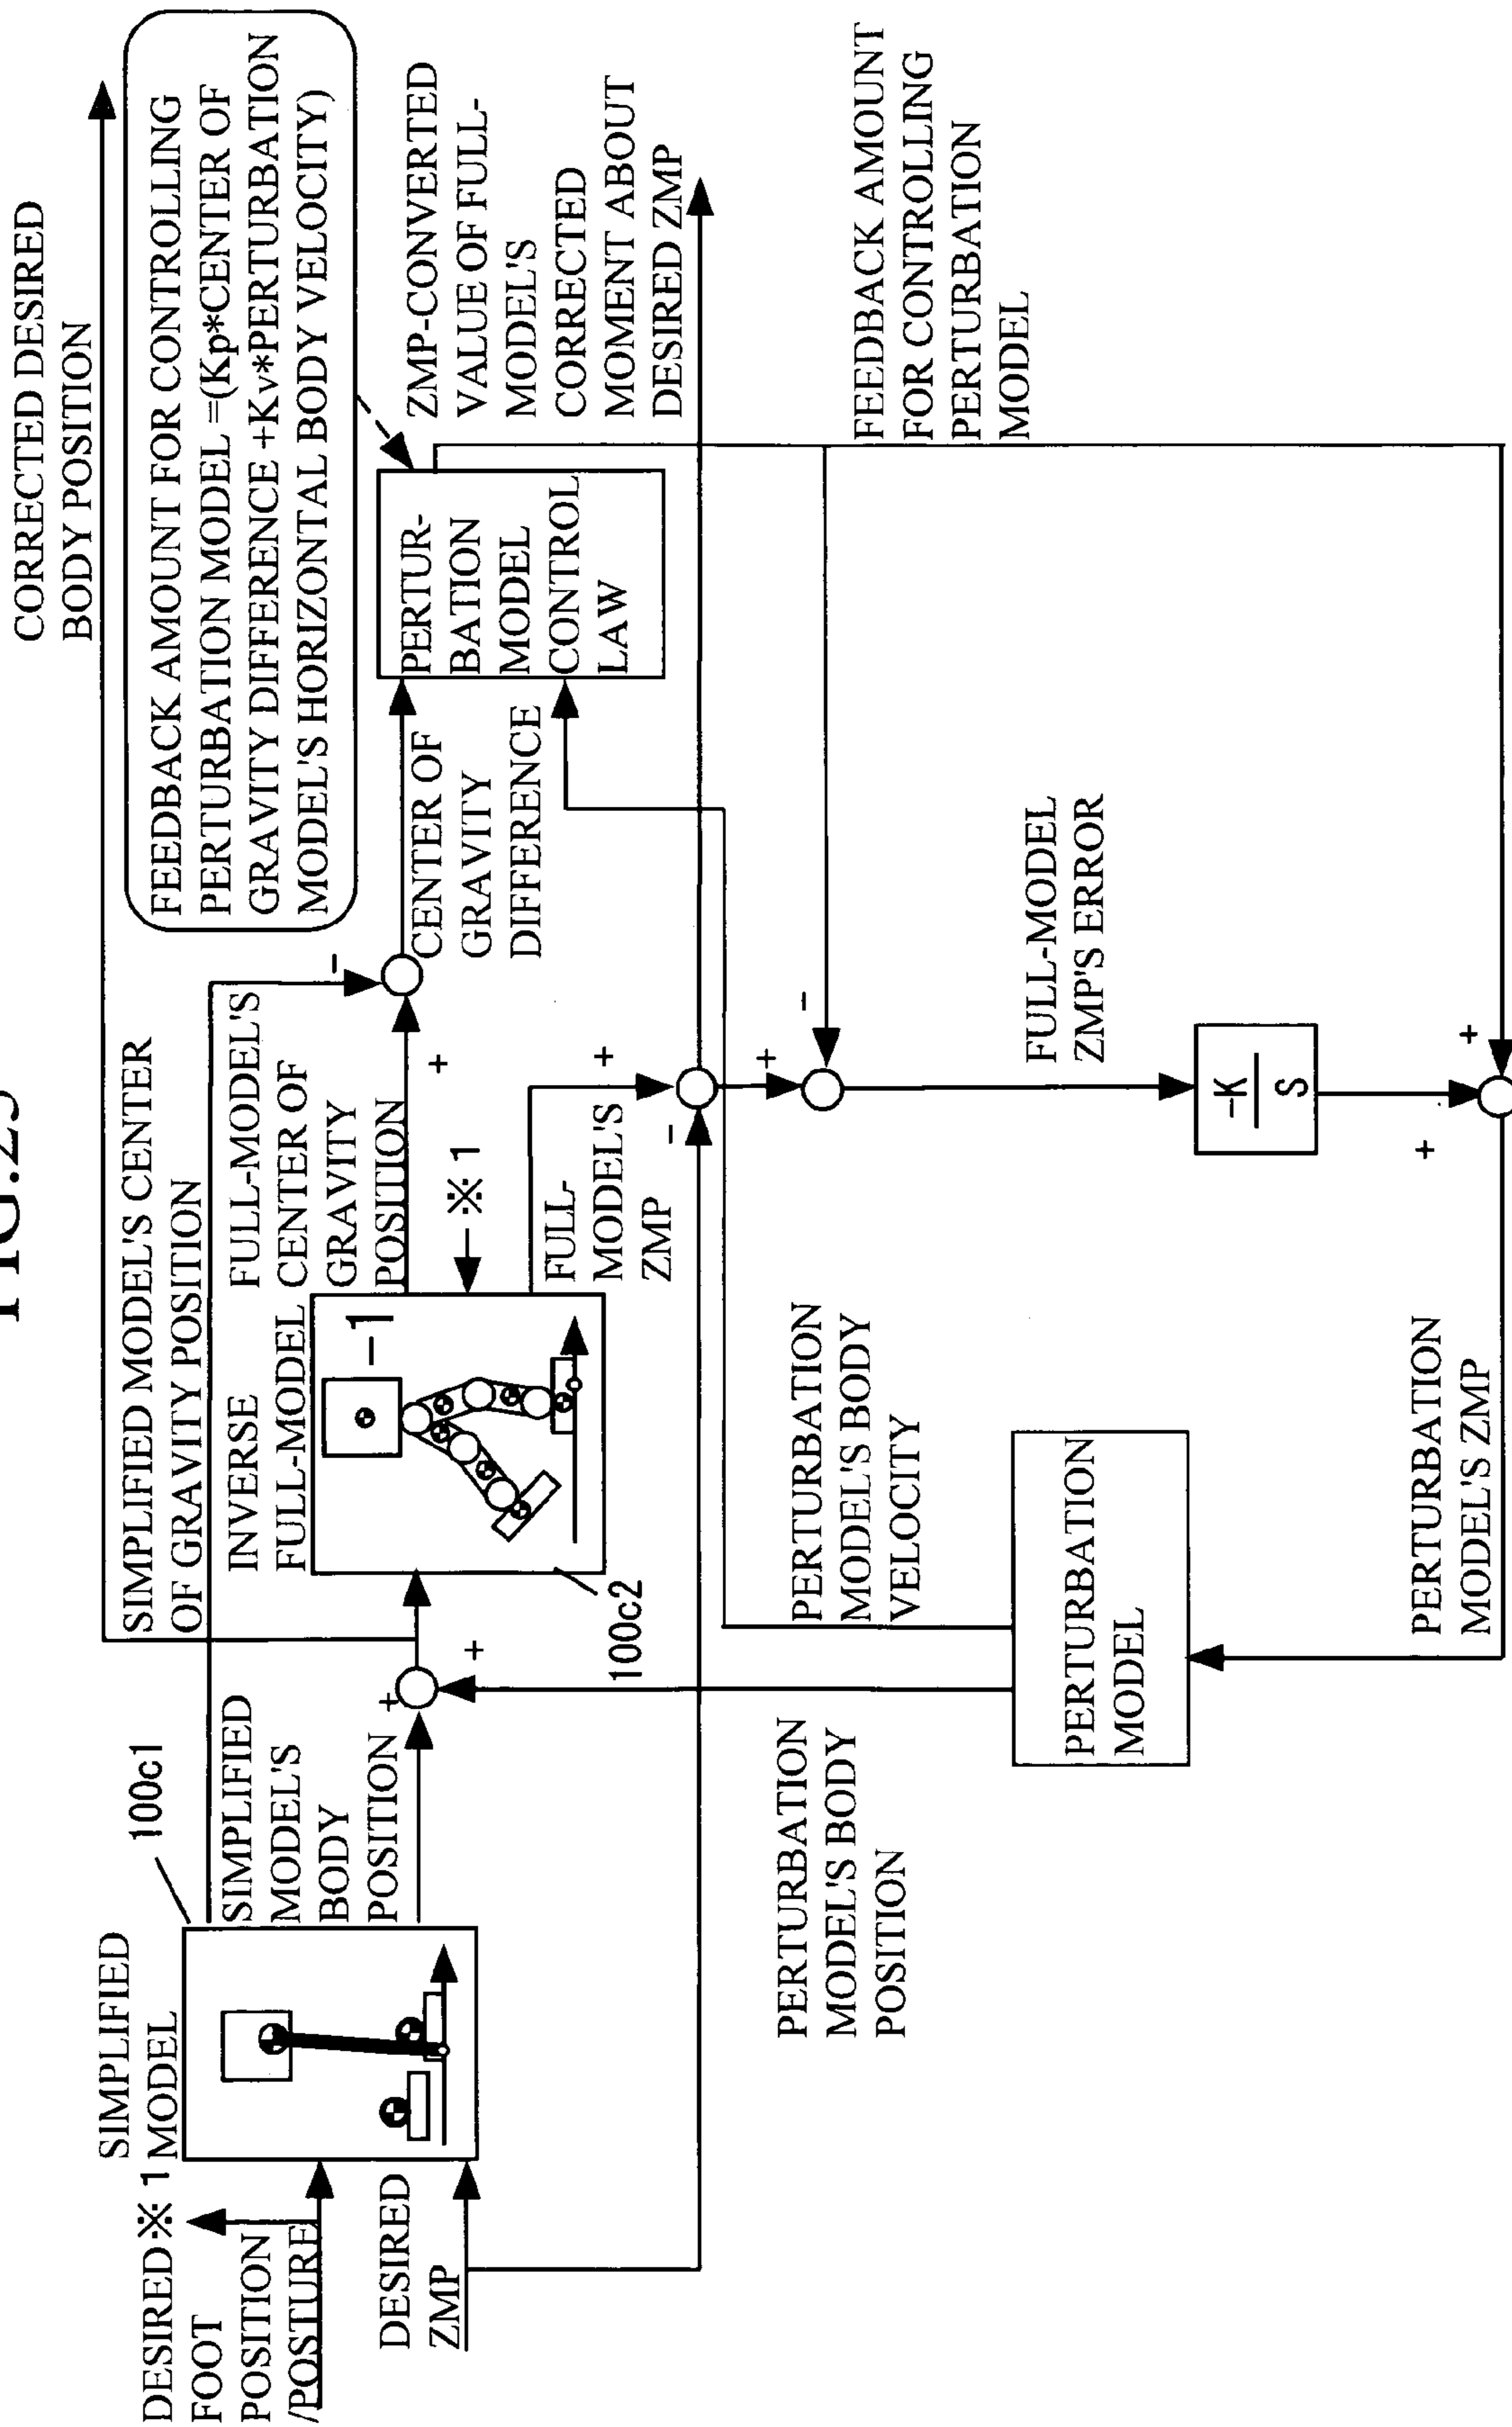 FIG.25
CORRECTED DESIRED
BODY POSITION
FEEDBACK AMOUNT FOR CONTROLLING
PERTURBATION MODEL =(Kp*CENTER OF
GRAVITY DIFFERENCE +Kv*PERTURBATION
MODEL'S HORIZONTAL BODY VELOCITY)
SIMPLIFIED MODEL'S CENTER
OF GRAVITY POSITION
100c1
SIMPLIFIED
MODEL
DESIRED ※1
FOOT
POSITION
/POSTURE
DESIRED
ZMP
SIMPLIFIED
MODEL'S
BODY
POSITION
+
+
INVERSE
FULL-MODEL
−1
100c2
FULL-MODEL'S
CENTER OF
GRAVITY
POSITION
※1
FULL-
MODEL'S
ZMP
−
+
CENTER OF
GRAVITY
DIFFERENCE
PERTUR-
BATION
MODEL
CONTROL
LAW
ZMP-CONVERTED
VALUE OF FULL-
MODEL'S
CORRECTED
MOMENT ABOUT
DESIRED ZMP
−
+
+
−
FEEDBACK AMOUNT
FOR CONTROLLING
PERTURBATION
MODEL
PERTURBATION
MODEL'S BODY
POSITION
PERTURBATION
MODEL'S BODY
VELOCITY
FULL-MODEL
ZMP'S ERROR
PERTURBATION
MODEL
-K
S
+
+
PERTURBATION
MODEL'S ZMP